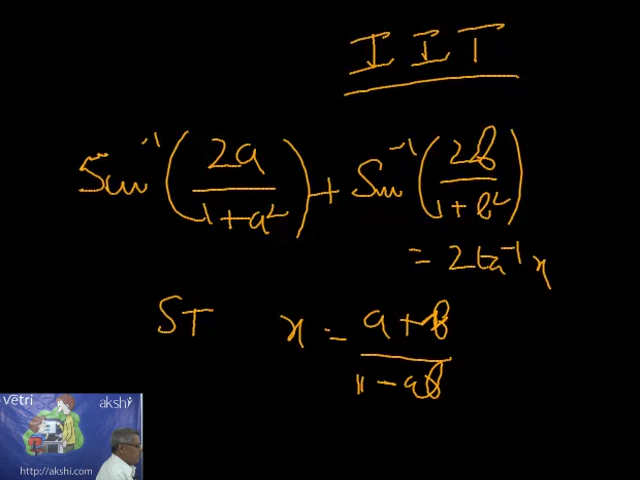 IIT
Sin⁻¹(2a/1+a²) + Sin⁻¹(2b/1+b²)
= 2ta⁻¹x
ST x = a+b/1-ab
vetri akshi
http://akshi.com